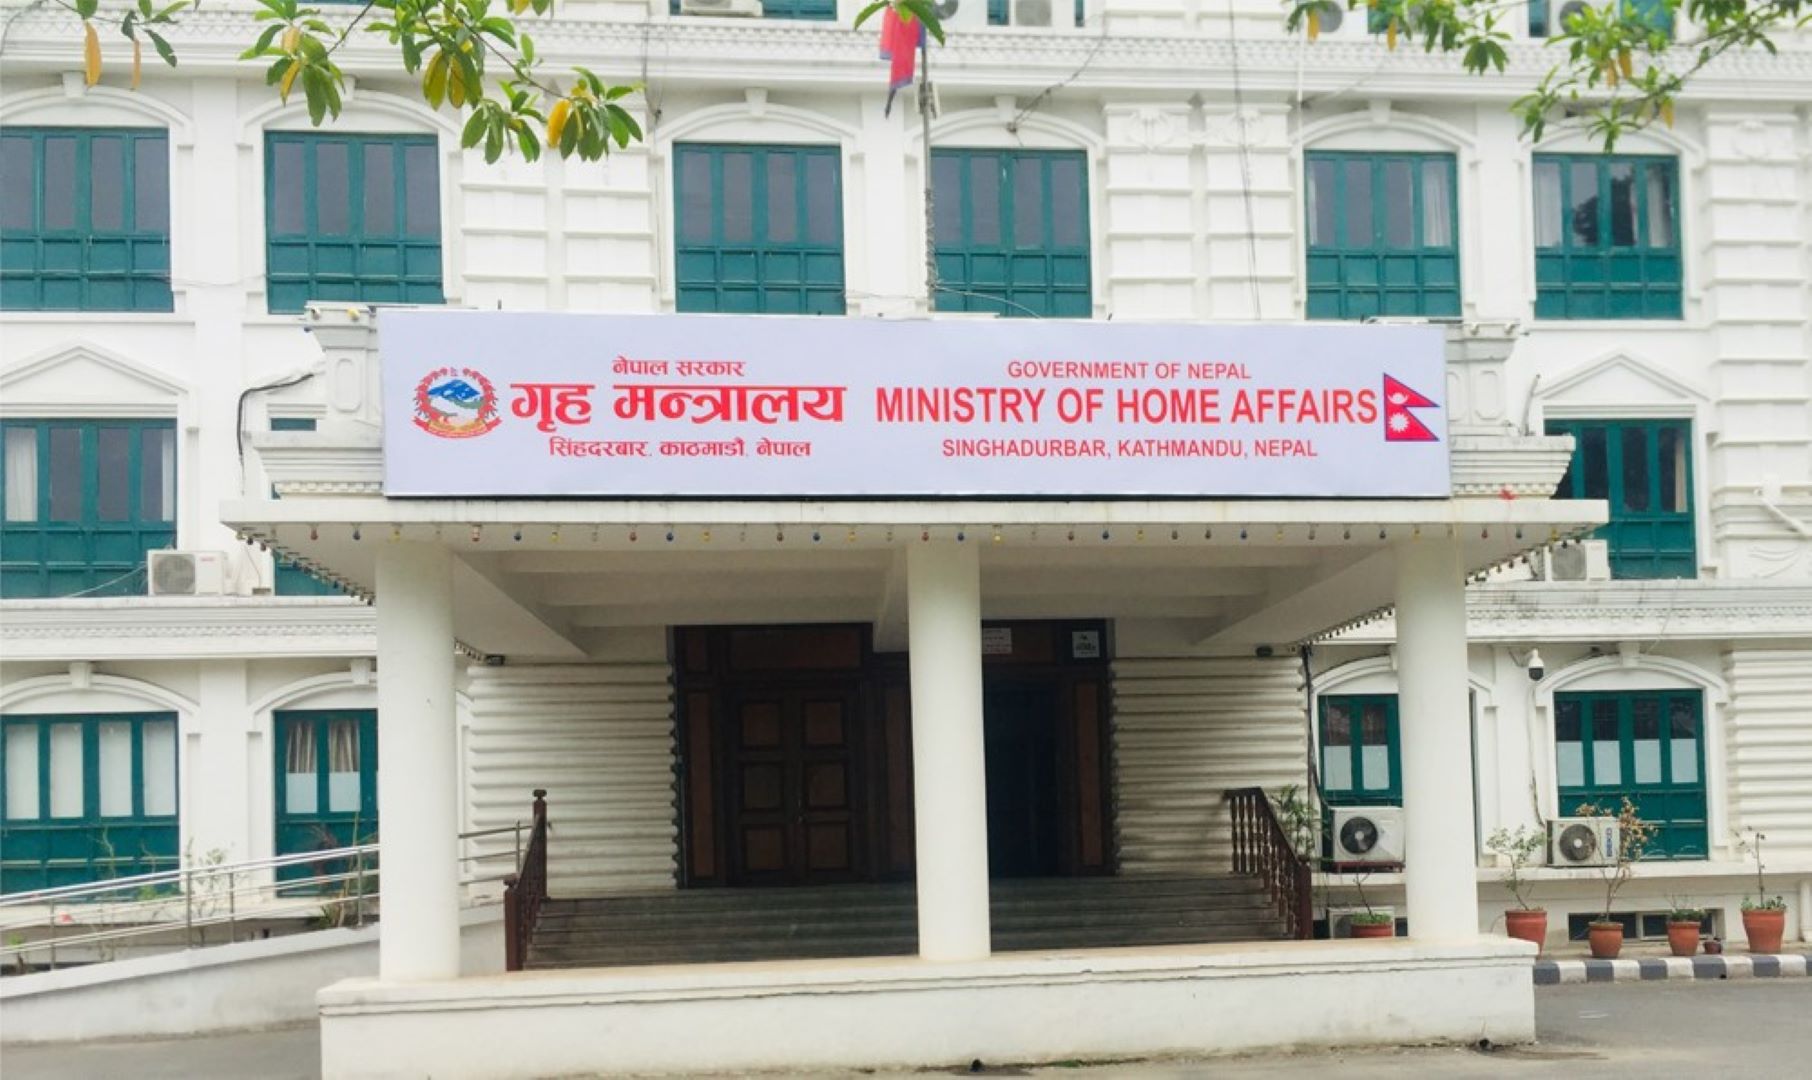 नेपाल सरकार
गृह मन्त्रालय
सिंहदरबार, काठमाडौं, नेपाल
GOVERNMENT OF NEPAL
MINISTRY OF HOME AFFAIRS
SINGHADURBAR, KATHMANDU, NEPAL